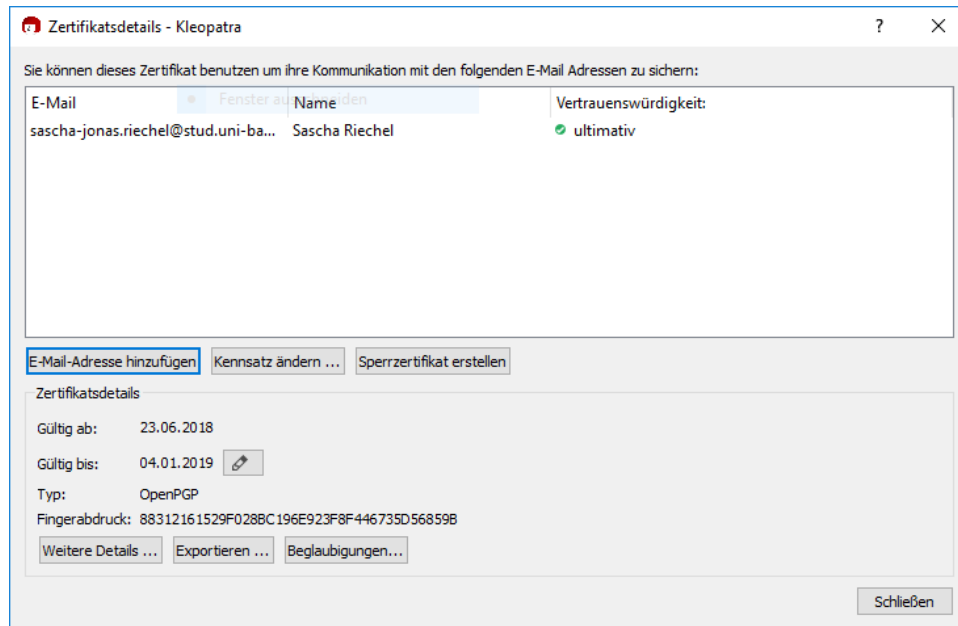 Zertifikatsdetails - Kleopatra
Sie können dieses Zertifikat benutzen um ihre Kommunikation mit den folgenden E-Mail Adressen zu sichern:
E-Mail Fenster ausschneiden Name Vertrauenswürdigkeit:
sascha-jonas.riechel@stud.uni-ba... Sascha Riechel ultimativ
E-Mail-Adresse hinzufügen Kennsatz ändern ... Sperrzertifikat erstellen
Zertifikatsdetails
Gültig ab: 23.06.2018
Gültig bis: 04.01.2019
Typ: OpenPGP
Fingerabdruck: 88312161529F028BC196E923F8F446735D56859B
Weitere Details ... Exportieren ... Beglaubigungen...
Schließen